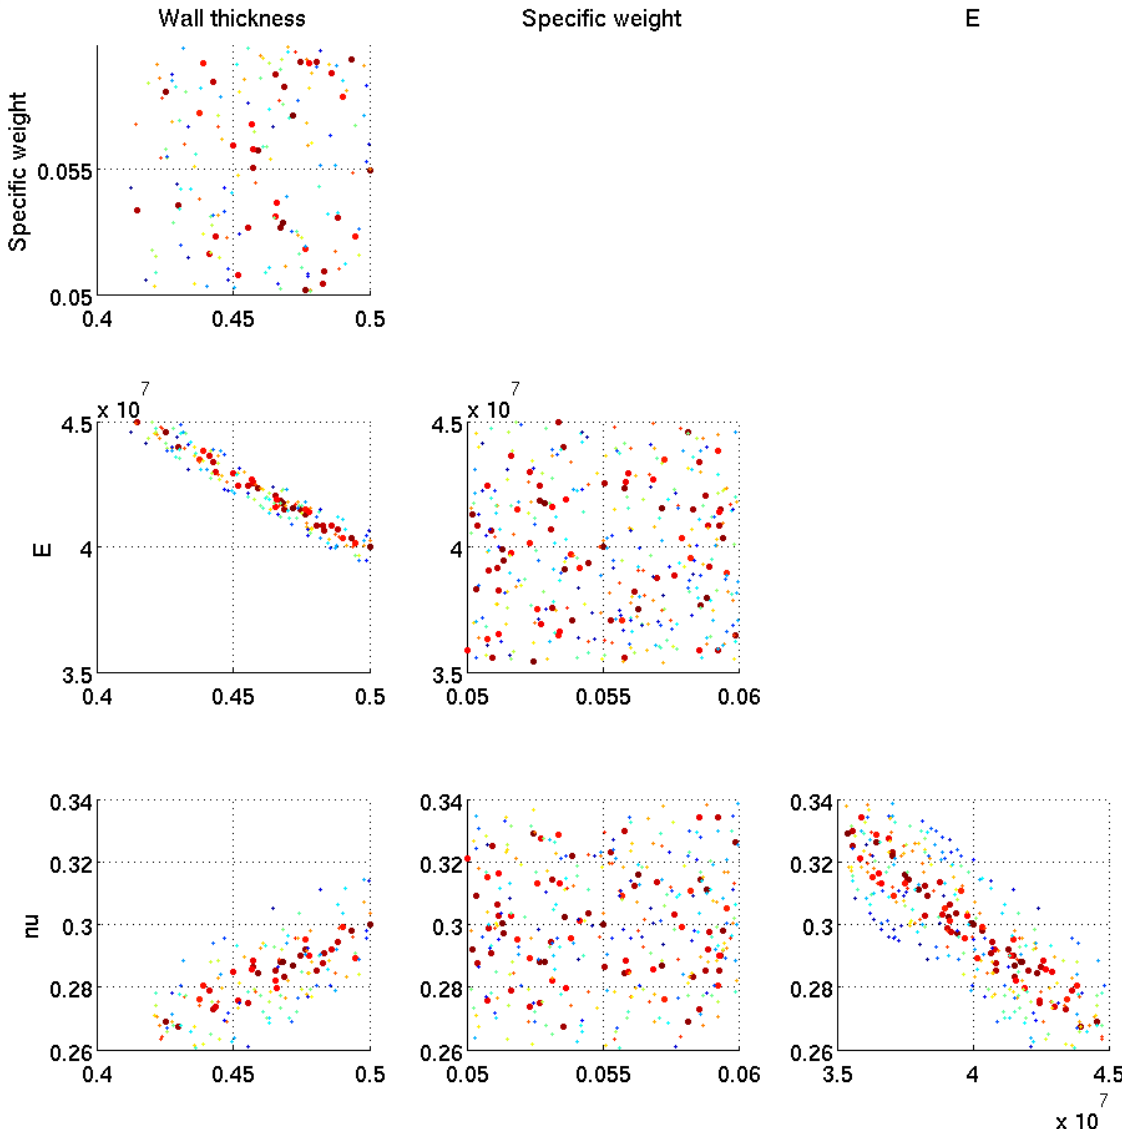 Wall thickness Specific weight E
Specific weight
0.055
0.05
0.4 0.45 0.5
x 10 7 x 10 7
E
4.5 4.5
4 4
3.5 3.5
0.4 0.45 0.5 0.05 0.055 0.06
nu
0.34 0.34 0.34
0.32 0.32 0.32
0.3 0.3 0.3
0.28 0.28 0.28
0.26 0.26 0.26
0.4 0.45 0.5 0.05 0.055 0.06 3.5 4 4.5
x 10 7